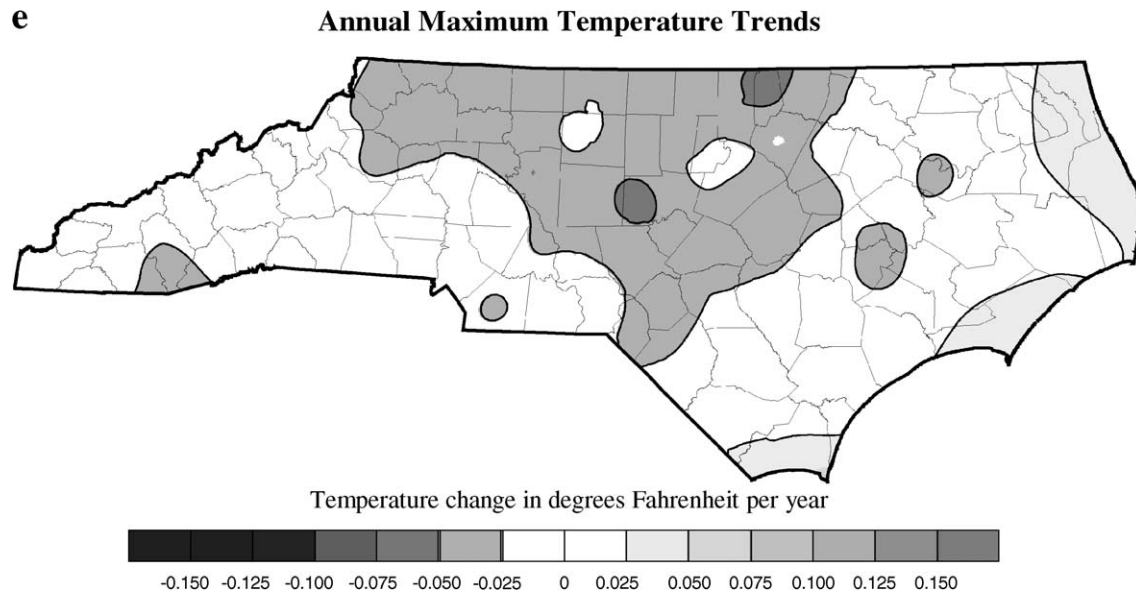 e
Annual Maximum Temperature Trends
Temperature change in degrees Fahrenheit per year
-0.150 -0.125 -0.100 -0.075 -0.050 -0.025 0 0.025 0.050 0.075 0.100 0.125 0.150